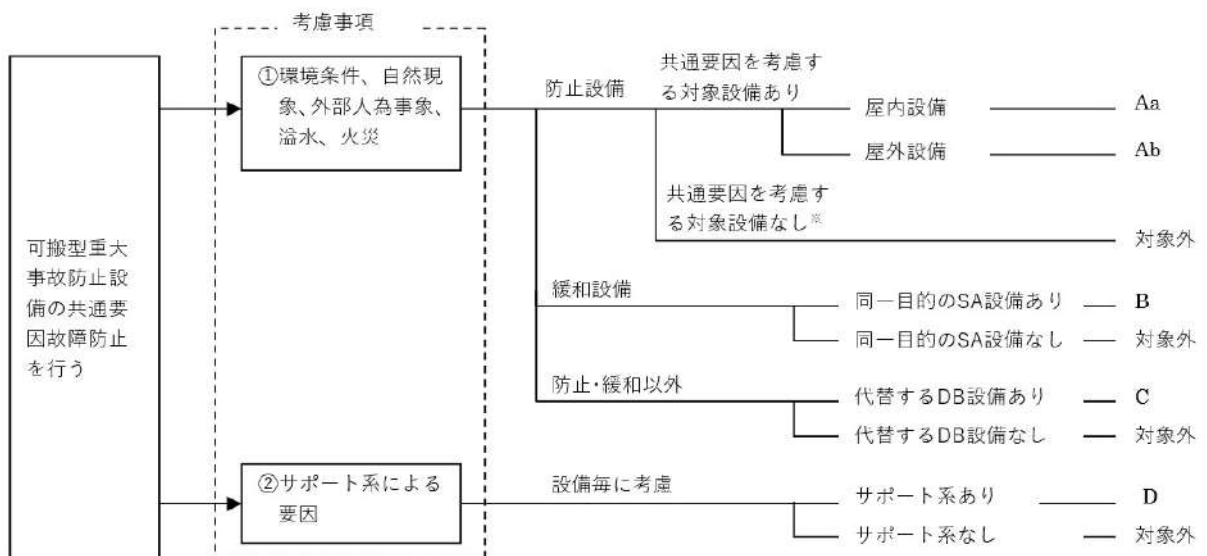 考慮事項
可搬型重大
事故防止設
備の共通要
因故障防止
を行う
①環境条件、自然現
象、外部人為事象、
溢水、火災
防止設備
共通要因を考慮す
る対象設備あり
屋内設備
Aa
屋外設備
Ab
共通要因を考慮す
る対象設備なし※
対象外
緩和設備
同一目的のSA設備あり
B
同一目的のSA設備なし
対象外
防止・緩和以外
代替するDB設備あり
C
代替するDB設備なし
対象外
②サポート系による
要因
設備毎に考慮
サポート系あり
D
サポート系なし
対象外